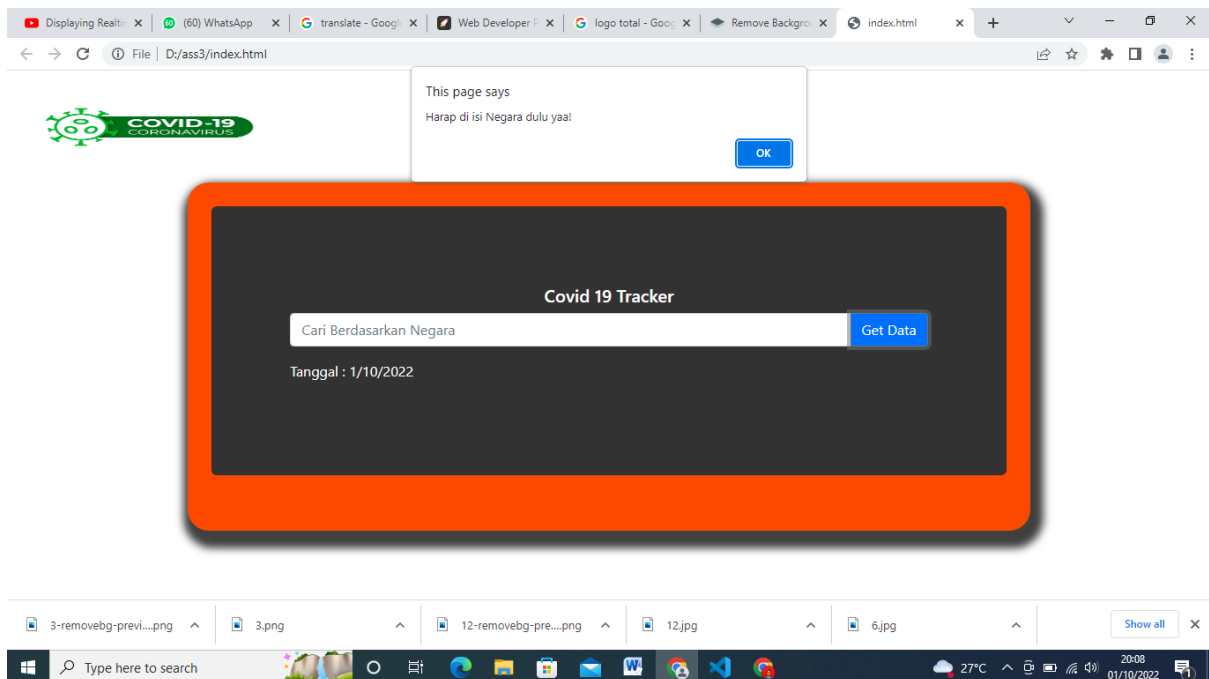 Displaying Realtim
(60) WhatsApp
translate - Googl
Web Developer F
logo total - Goog
Remove Backgro
index.html
File | D:/ass3/index.html
This page says
Harap di isi Negara dulu yaa!
OK
COVID-19
CORONAVIRUS
Covid 19 Tracker
Cari Berdasarkan Negara
Get Data
Tanggal : 1/10/2022
3-removebg-previ....png
3.png
12-removebg-pre....png
12.jpg
6.jpg
Show all
Type here to search
27°C
20:08
01/10/2022